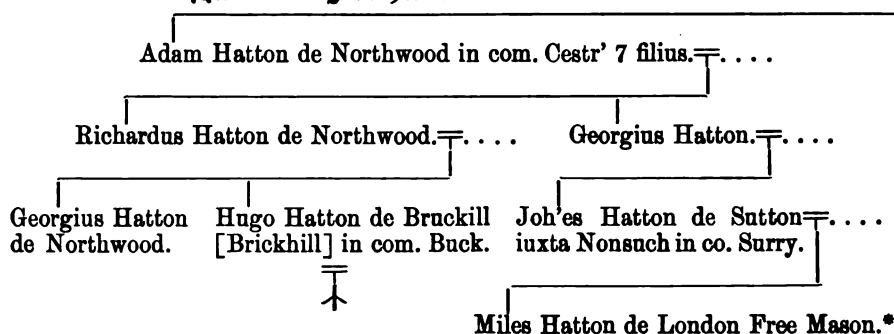 Adam Hatton de Northwood in com. Cestr' 7 filius.=. . . .
Richardus Hatton de Northwood.=. . . . Georgius Hatton.=. . . .
Georgius Hatton
de Northwood.
Hugo Hatton de Bruckill
[Brickhill] in com. Buck.
Joh'es Hatton de Sutton=. . . .
iuxta Nonsuch in co. Surry.
Miles Hatton de London Free Mason.*